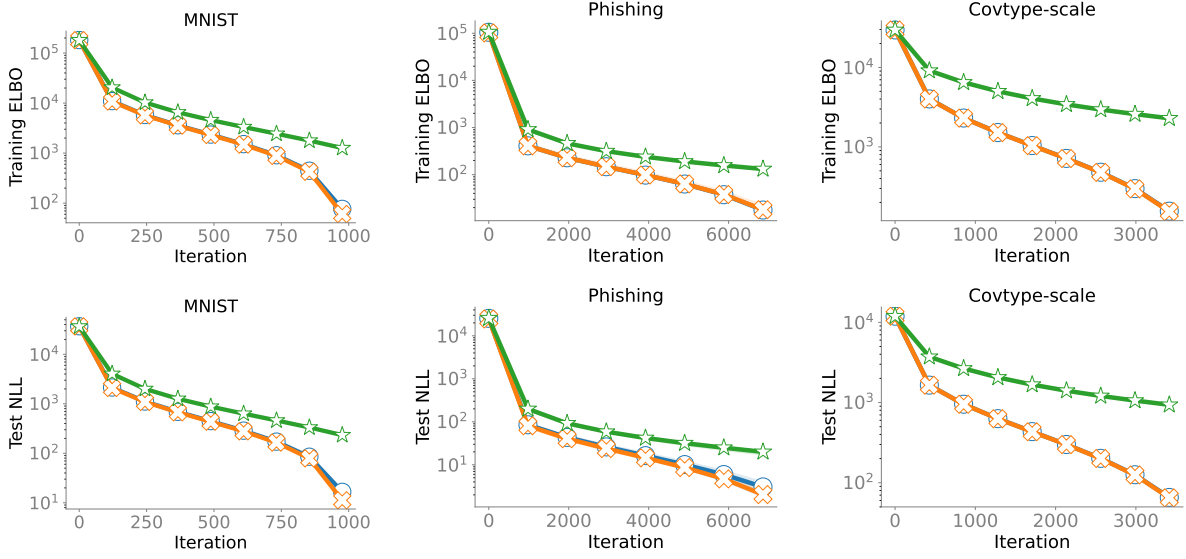 MNIST
Training ELBO
10^5
10^4
10^3
10^2
0 250 500 750 1000
Iteration
Phishing
Training ELBO
10^5
10^4
10^3
10^2
0 2000 4000 6000
Iteration
Covtype-scale
Training ELBO
10^4
10^3
0 1000 2000 3000
Iteration
MNIST
Test NLL
10^4
10^3
10^2
10^1
0 250 500 750 1000
Iteration
Phishing
Test NLL
10^4
10^3
10^2
10^1
0 2000 4000 6000
Iteration
Covtype-scale
Test NLL
10^4
10^3
10^2
0 1000 2000 3000
Iteration